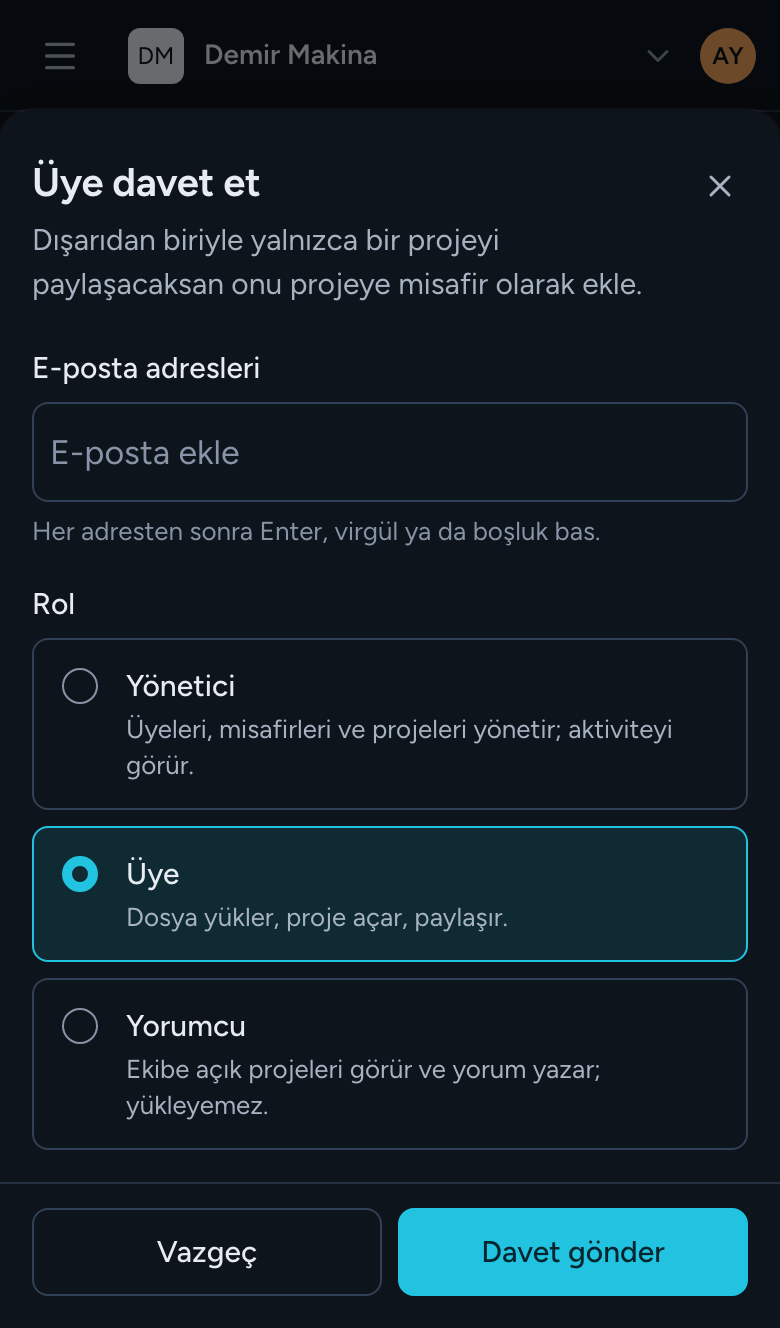 DM Demir Makina AY
Üye davet et
Dışarıdan biriyle yalnızca bir projeyi
paylaşacaksan onu projeye misafir olarak ekle.
E-posta adresleri
E-posta ekle
Her adresten sonra Enter, virgül ya da boşluk bas.
Rol
Yönetici
Üyeleri, misafirleri ve projeleri yönetir; aktiviteyi
görür.
Üye
Dosya yükler, proje açar, paylaşır.
Yorumcu
Ekibe açık projeleri görür ve yorum yazar;
yükleyemez.
Vazgeç Davet gönder